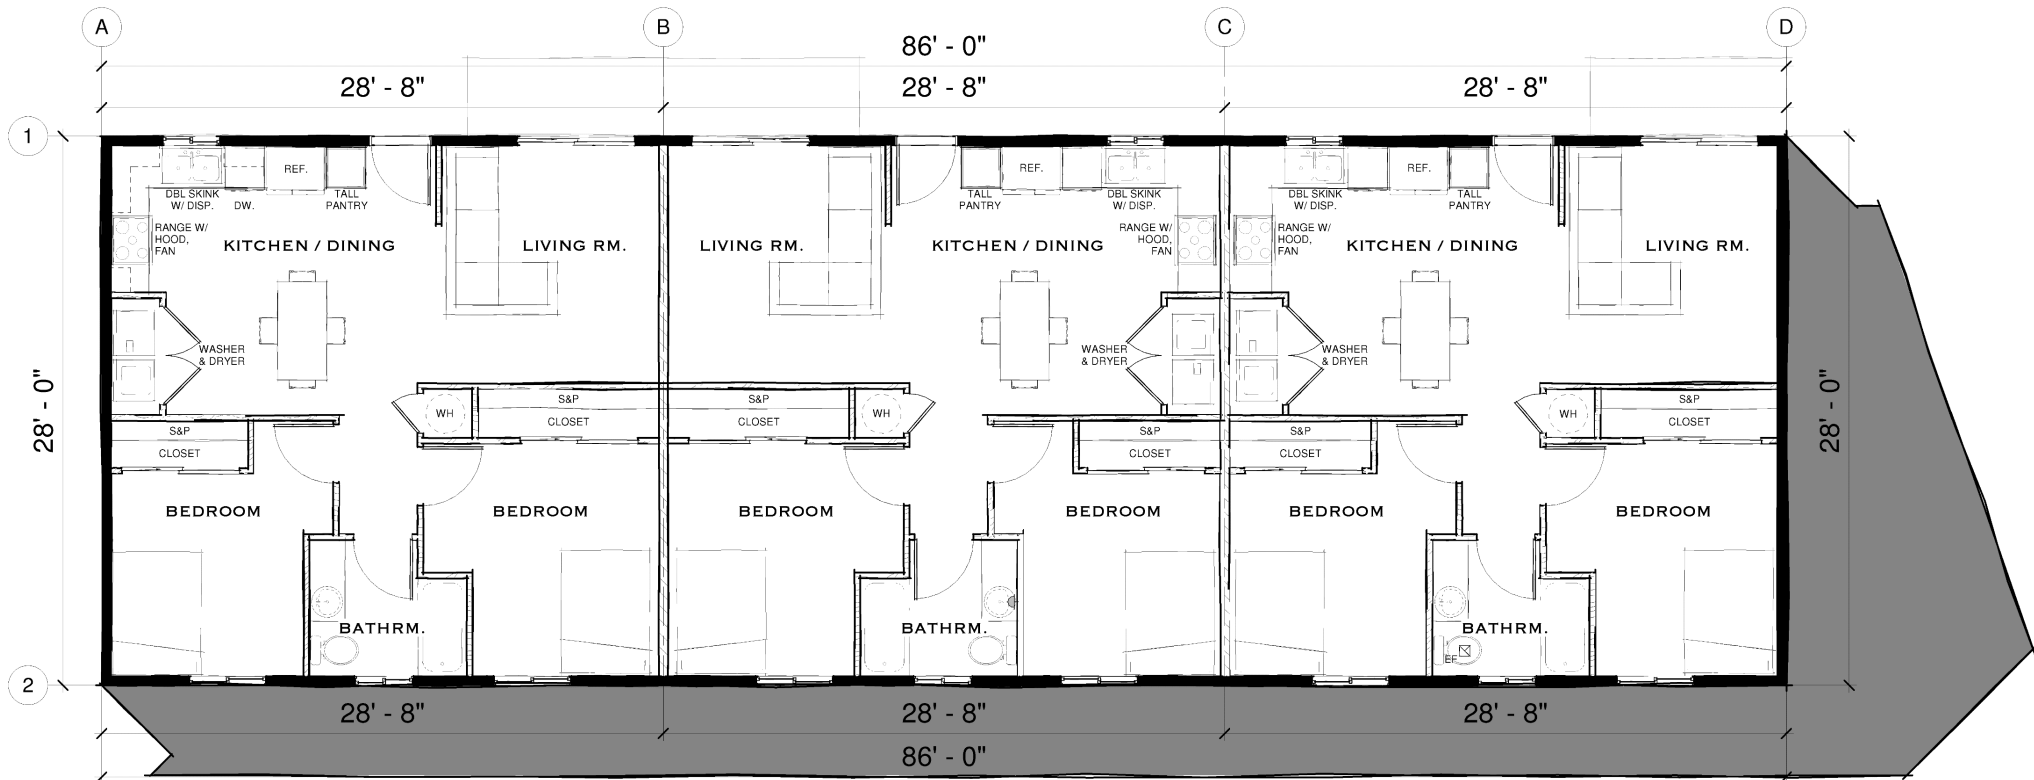 A B C D
86' - 0"
28' - 8" 28' - 8" 28' - 8"
1
REF. REF. REF.
DBL SKINK
W/ DISP.
DW.
TALL
PANTRY
TALL
PANTRY
DBL SKINK
W/ DISP.
DBL SKINK
W/ DISP.
TALL
PANTRY
RANGE W/
HOOD,
FAN
RANGE W/
HOOD,
FAN
RANGE W/
HOOD,
FAN
KITCHEN / DINING LIVING RM. LIVING RM. KITCHEN / DINING KITCHEN / DINING LIVING RM.
WASHER
& DRYER
WASHER
& DRYER
WASHER
& DRYER
28' - 0" 28' - 0"
S&P S&P S&P
WH CLOSET CLOSET WH WH CLOSET
S&P S&P S&P
CLOSET CLOSET CLOSET
BEDROOM BEDROOM BEDROOM BEDROOM BEDROOM BEDROOM
BATHRM. BATHRM. BATHRM.
EF
2
28' - 8" 28' - 8" 28' - 8"
86' - 0"